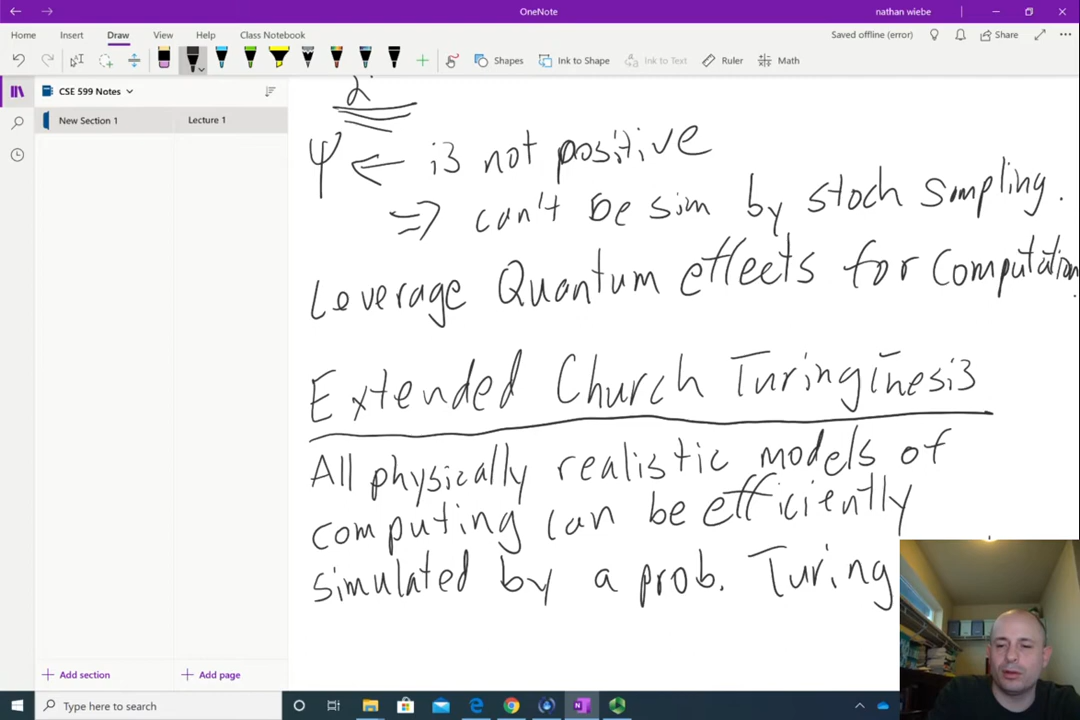 OneNote
nathan wiebe
Home Insert Draw View Help Class Notebook
Saved offline (error) Share
Shapes Ink to Shape Ink to Text Ruler Math
CSE 599 Notes
New Section 1
Lecture 1
2
ψ ← is not positive
⇒ can't be sim by stoch sampling.
Leverage Quantum effects for computation.
Extended Church Turing Thesis
All physically realistic models of
computing can be efficiently
simulated by a prob. Turing
+ Add section
+ Add page
Type here to search